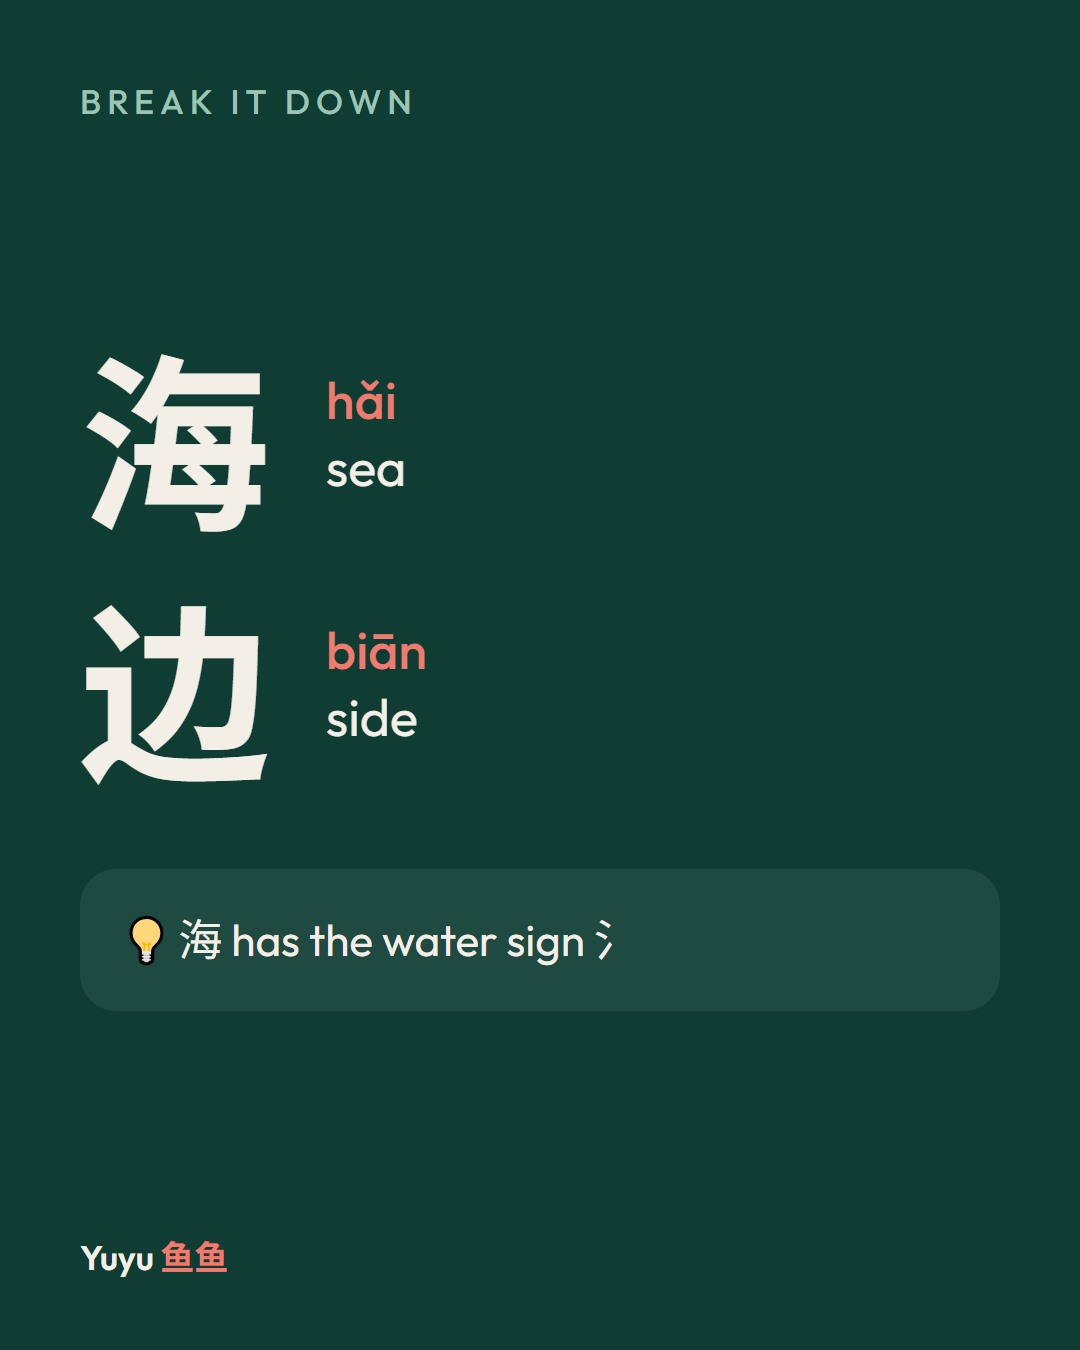 BREAK IT DOWN
海
hǎi
sea
边
biān
side
💡 海 has the water sign 氵
Yuyu 鱼鱼